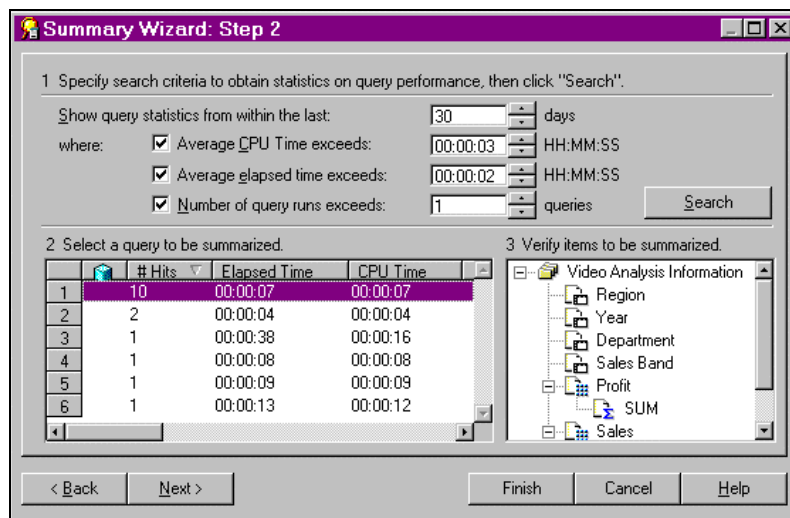 Summary Wizard: Step 2
1 Specify search criteria to obtain statistics on query performance, then click "Search".
Show query statistics from within the last: 30 days
where: Average CPU Time exceeds: 00:00:03 HH:MM:SS
Average elapsed time exceeds: 00:00:02 HH:MM:SS
Number of query runs exceeds: 1 queries Search
2 Select a query to be summarized.
# Hits Elapsed Time CPU Time
1 10 00:00:07 00:00:07
2 2 00:00:04 00:00:04
3 1 00:00:38 00:00:16
4 1 00:00:08 00:00:08
5 1 00:00:09 00:00:09
6 1 00:00:13 00:00:12
3 Verify items to be summarized.
Video Analysis Information
Region
Year
Department
Sales Band
Profit
SUM
Sales
< Back Next > Finish Cancel Help